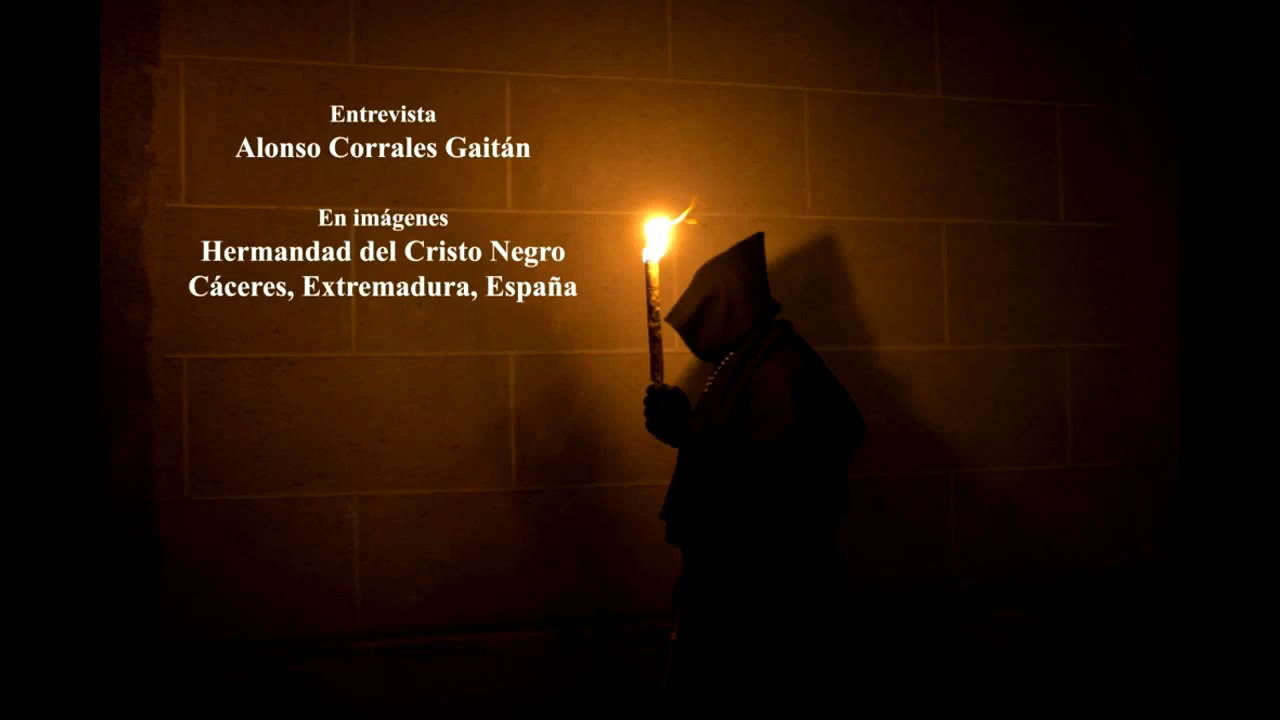 Entrevista
Alonso Corrales Gaitán
En imágenes
Hermandad del Cristo Negro
Cáceres, Extremadura, España